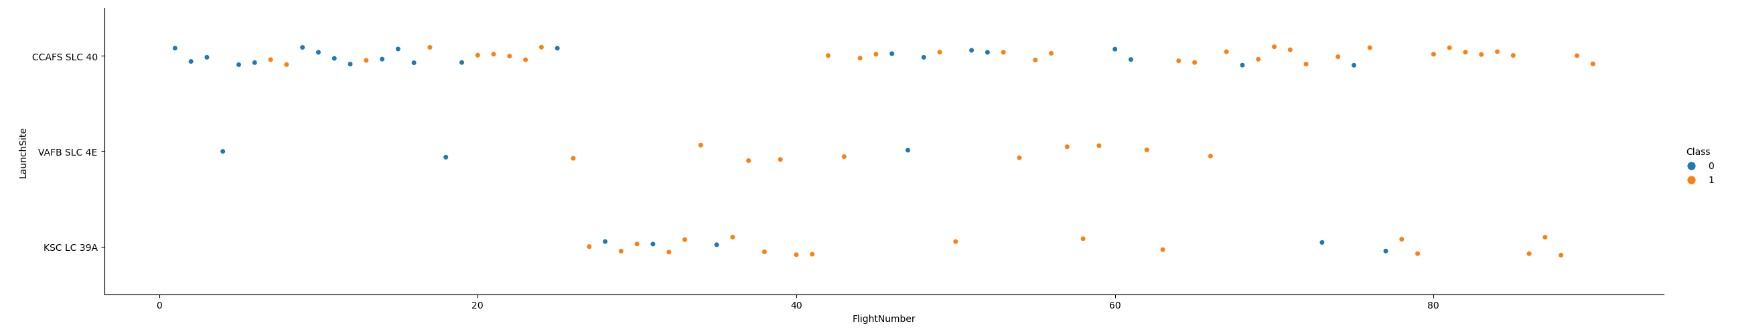 CCAFS SLC 40
VAFB SLC 4E
KSC LC 39A
LaunchSite
0 20 40 60 80
FlightNumber
Class
0
1